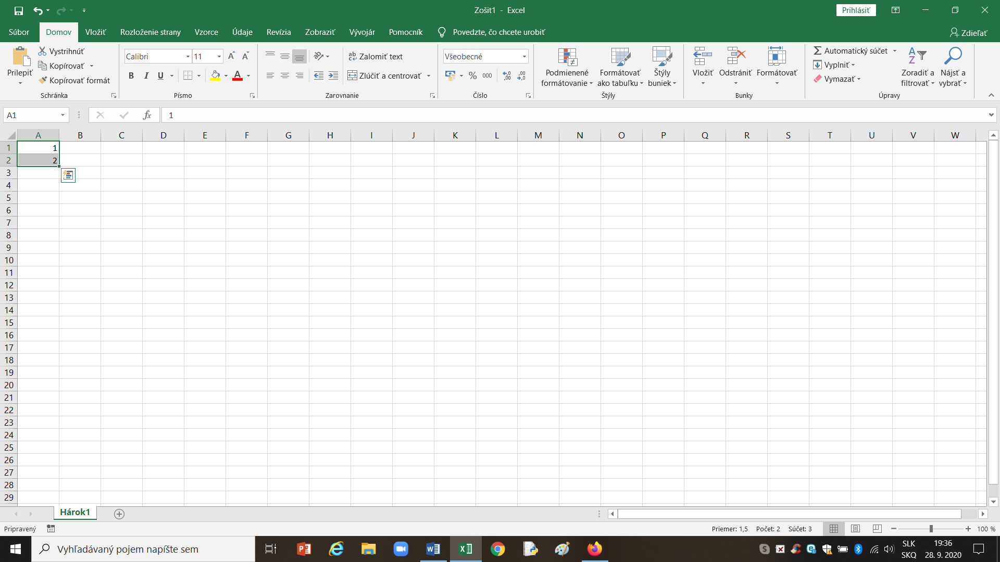 Zošit1 - Excel
Prihlásiť
Súbor Domov Vložiť Rozloženie strany Vzorce Údaje Revízia Zobraziť Vývojár Pomocník Povedzte, čo chcete urobiť Zdieľať
Prilepiť
Vystrihnúť
Kopírovať
Kopírovať formát
Schránka
Calibri 11
B I U
Písmo
Zalomiť text
Zlúčiť a centrovať
Zarovnanie
Všeobecné
% 000
Číslo
Podmienené
formátovanie
Formátovať
ako tabuľku
Štýly
buniek
Štýly
Vložiť Odstrániť Formátovať
Bunky
Automatický súčet
Vyplniť
Vymazať
Zoradiť a
filtrovať
Nájsť a
vybrať
Úpravy
A1 fx 1
A B C D E F G H I J K L M N O P Q R S T U V W
1 1
2 2
3
4
5
6
7
8
9
10
11
12
13
14
15
16
17
18
19
20
21
22
23
24
25
26
27
28
29
Hárok1
Pripravený Priemer: 1,5 Počet: 2 Súčet: 3 100 %
Vyhľadávaný pojem napíšte sem
SLK
SKQ
19:36
28. 9. 2020